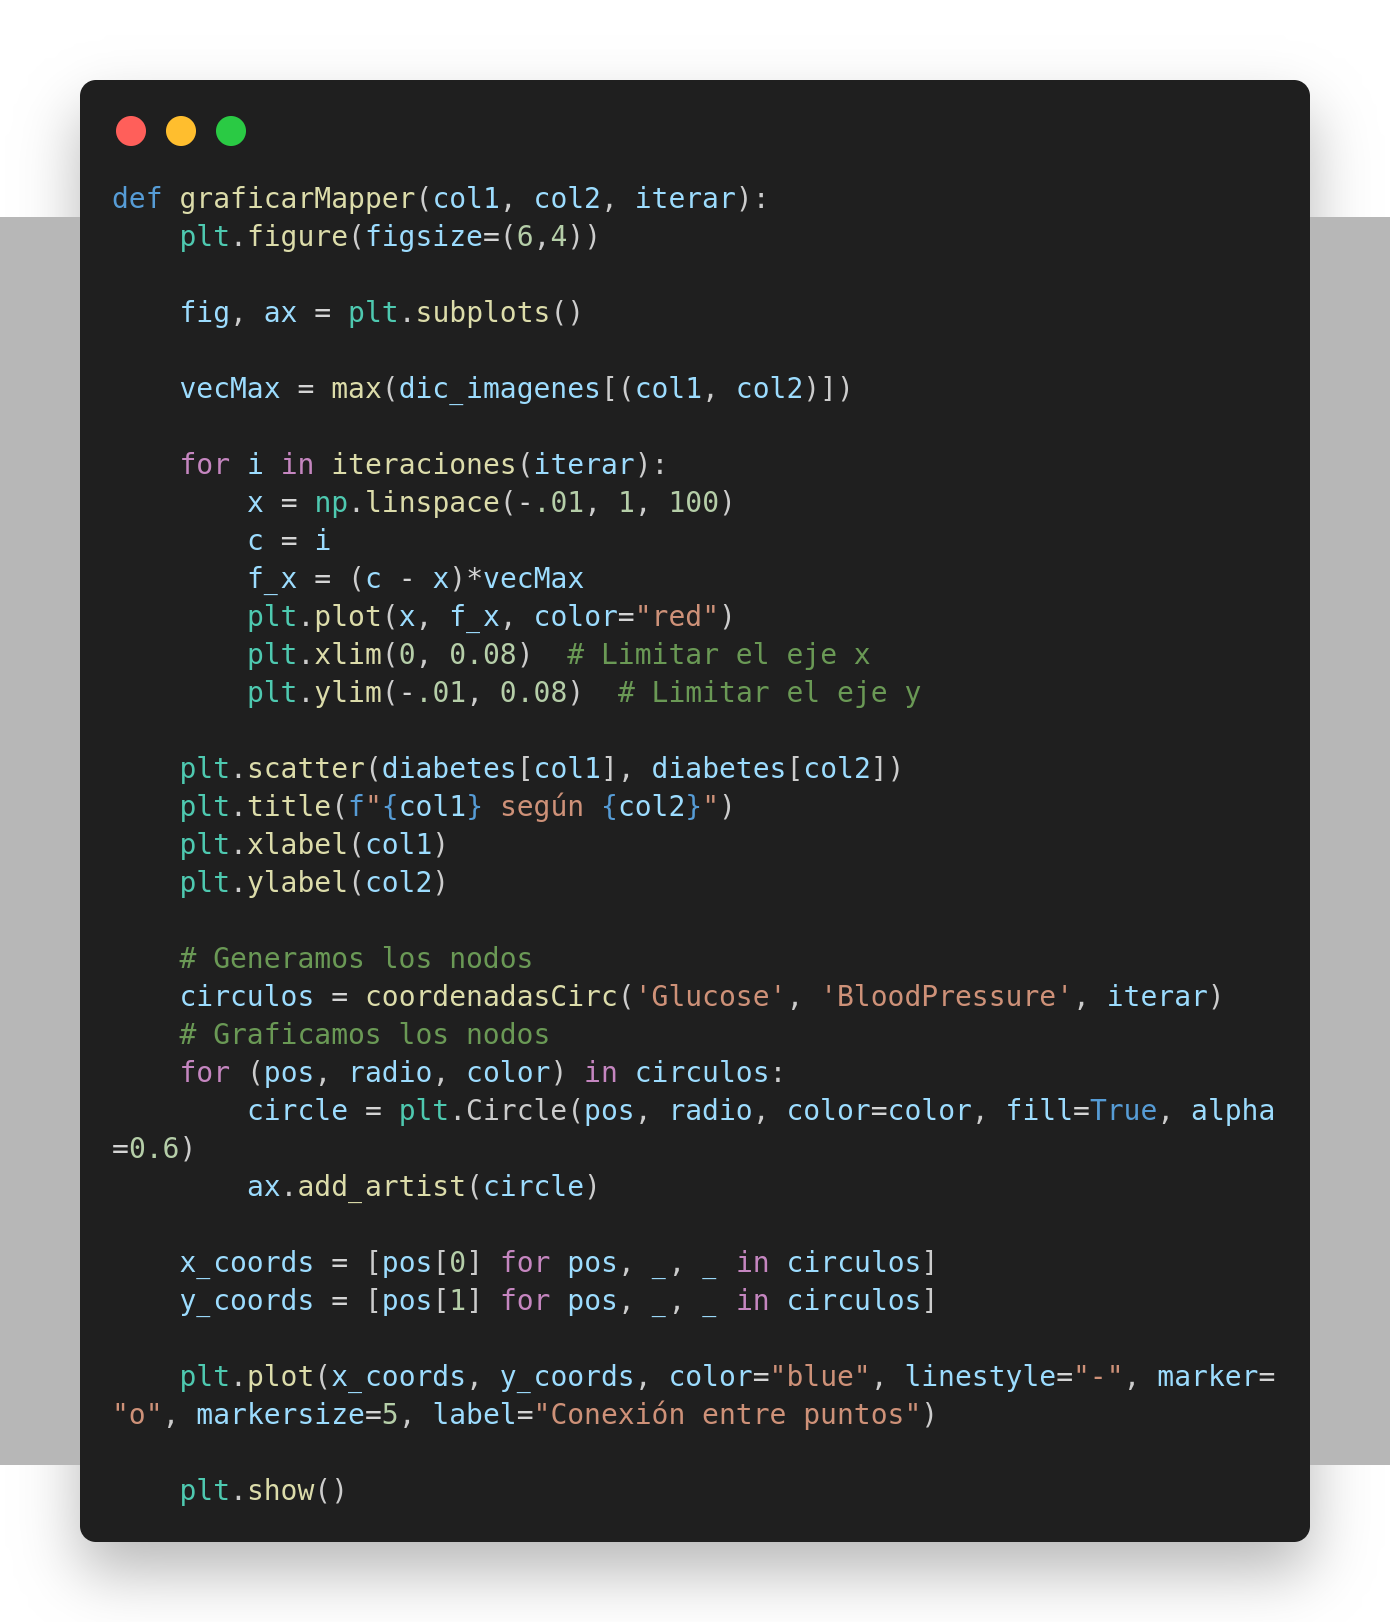 def graficarMapper(col1, col2, iterar):
    plt.figure(figsize=(6,4))

    fig, ax = plt.subplots()

    vecMax = max(dic_imagenes[(col1, col2)])

    for i in iteraciones(iterar):
        x = np.linspace(-.01, 1, 100)
        c = i
        f_x = (c - x)*vecMax
        plt.plot(x, f_x, color="red")
        plt.xlim(0, 0.08)  # Limitar el eje x
        plt.ylim(-.01, 0.08)  # Limitar el eje y

    plt.scatter(diabetes[col1], diabetes[col2])
    plt.title(f"{col1} según {col2}")
    plt.xlabel(col1)
    plt.ylabel(col2)

    # Generamos los nodos
    circulos = coordenadasCirc('Glucose', 'BloodPressure', iterar)
    # Graficamos los nodos
    for (pos, radio, color) in circulos:
        circle = plt.Circle(pos, radio, color=color, fill=True, alpha
=0.6)
        ax.add_artist(circle)

    x_coords = [pos[0] for pos, _, _ in circulos]
    y_coords = [pos[1] for pos, _, _ in circulos]

    plt.plot(x_coords, y_coords, color="blue", linestyle="-", marker=
"o", markersize=5, label="Conexión entre puntos")

    plt.show()